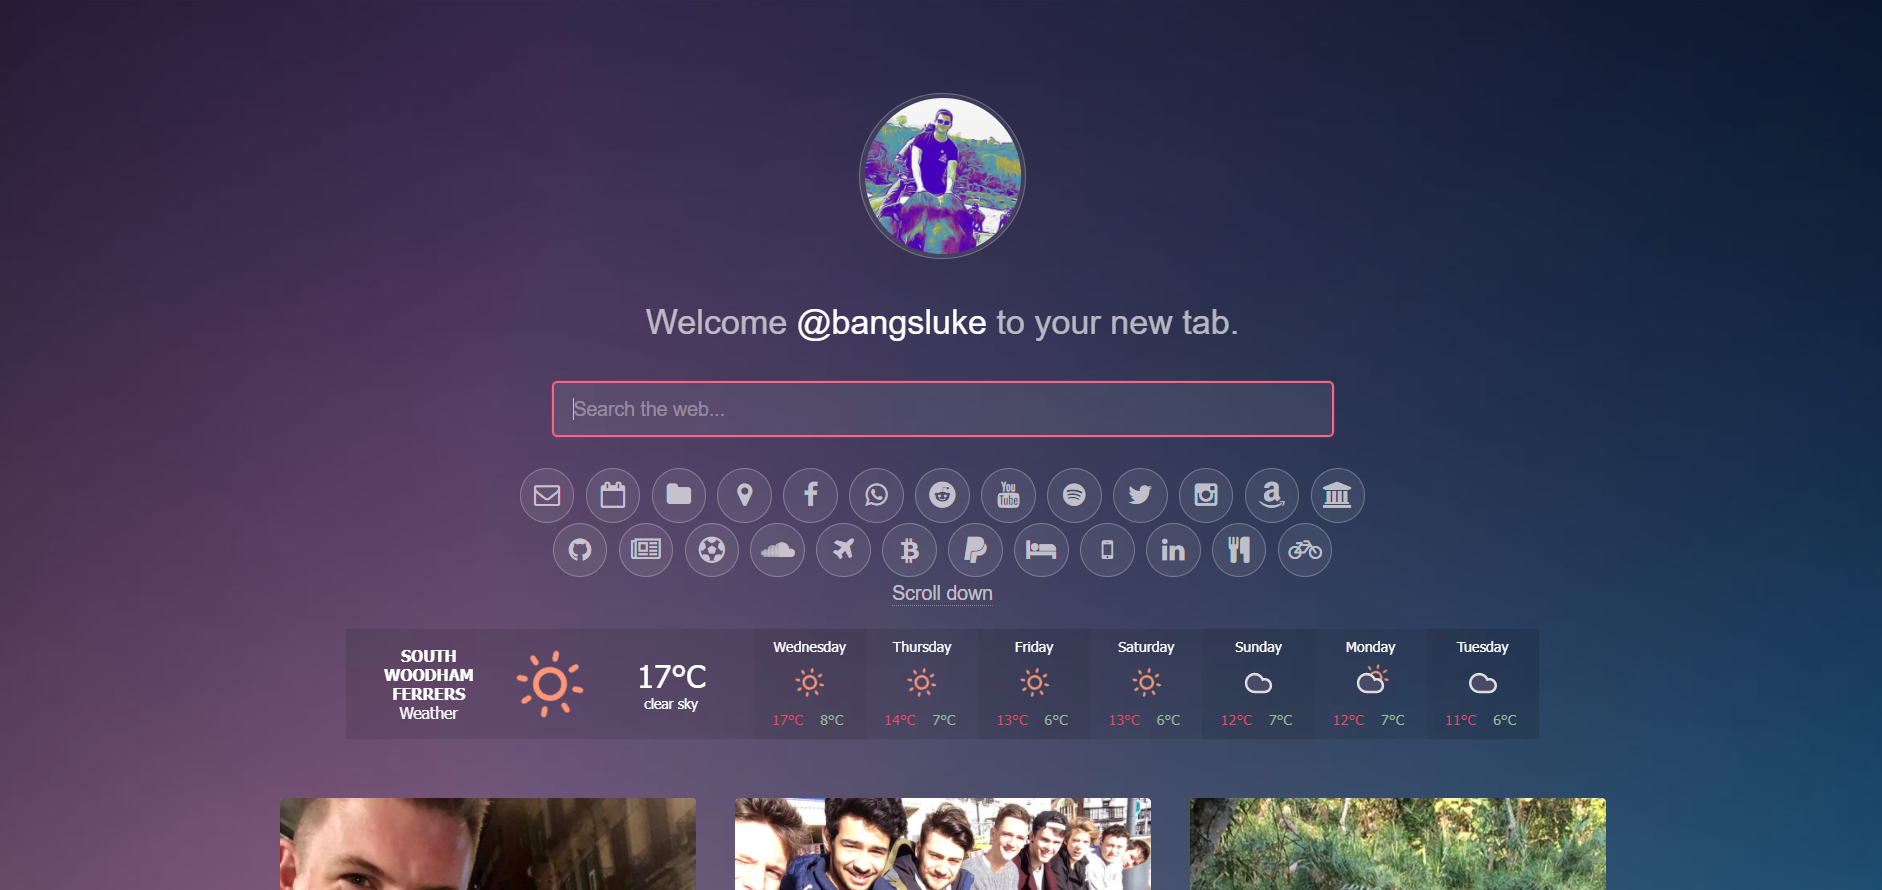 Welcome @bangsluke to your new tab.
Search the web...
You
Tube
Scroll down
SOUTH
WOODHAM
FERRERS
Weather
17°C
clear sky
Wednesday
17°C 8°C
Thursday
14°C 7°C
Friday
13°C 6°C
Saturday
13°C 6°C
Sunday
12°C 7°C
Monday
12°C 7°C
Tuesday
11°C 6°C